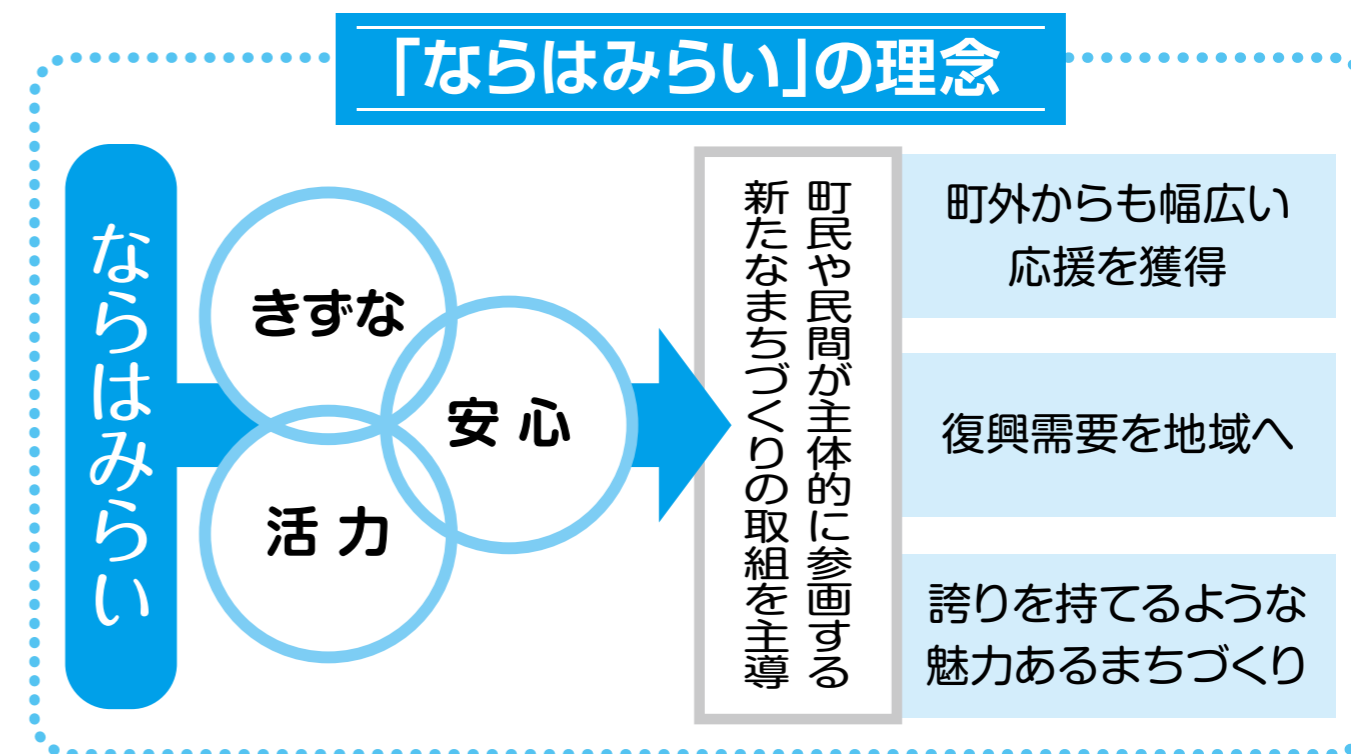 「ならはみらい」の理念
ならはみらい
きずな
安心
活力
町民や民間が主体的に参画する
新たなまちづくりの取組を主導
町外からも幅広い
応援を獲得
復興需要を地域へ
誇りを持てるような
魅力あるまちづくり